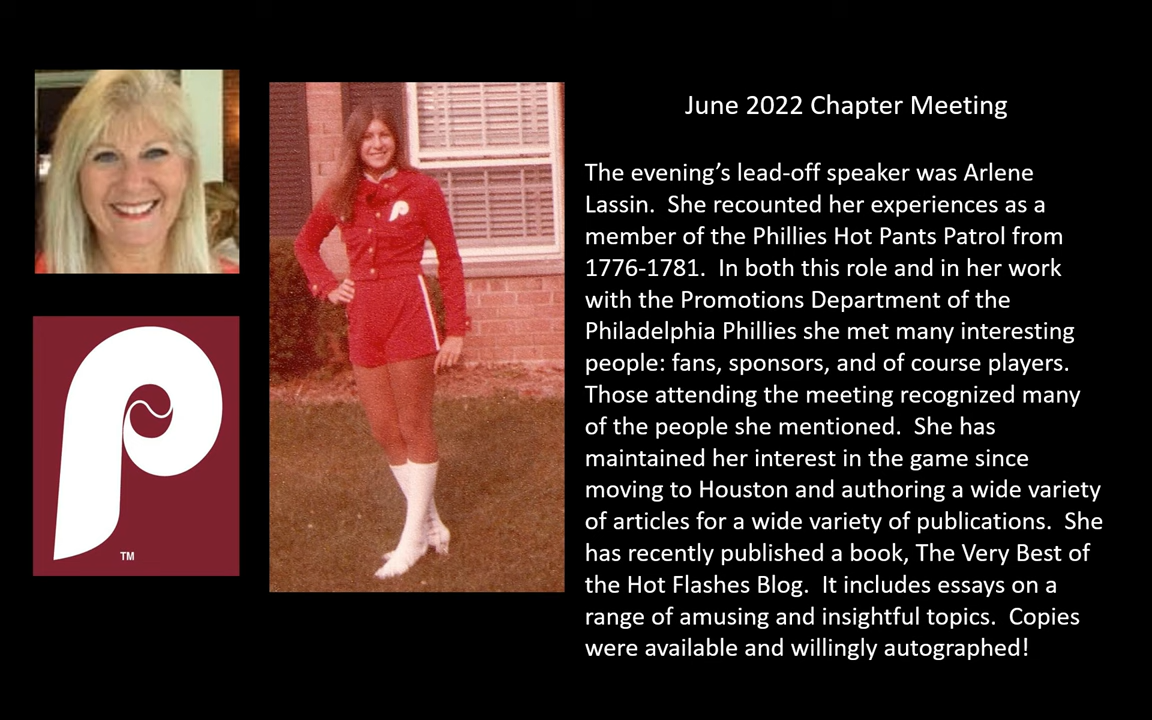 June 2022 Chapter Meeting
The evening’s lead-off speaker was Arlene
Lassin.  She recounted her experiences as a
member of the Phillies Hot Pants Patrol from
1776-1781.  In both this role and in her work
with the Promotions Department of the
Philadelphia Phillies she met many interesting
people: fans, sponsors, and of course players.
Those attending the meeting recognized many
of the people she mentioned.  She has
maintained her interest in the game since
moving to Houston and authoring a wide variety
of articles for a wide variety of publications.  She
has recently published a book, The Very Best of
the Hot Flashes Blog.  It includes essays on a
range of amusing and insightful topics.  Copies
were available and willingly autographed!
P
P
TM